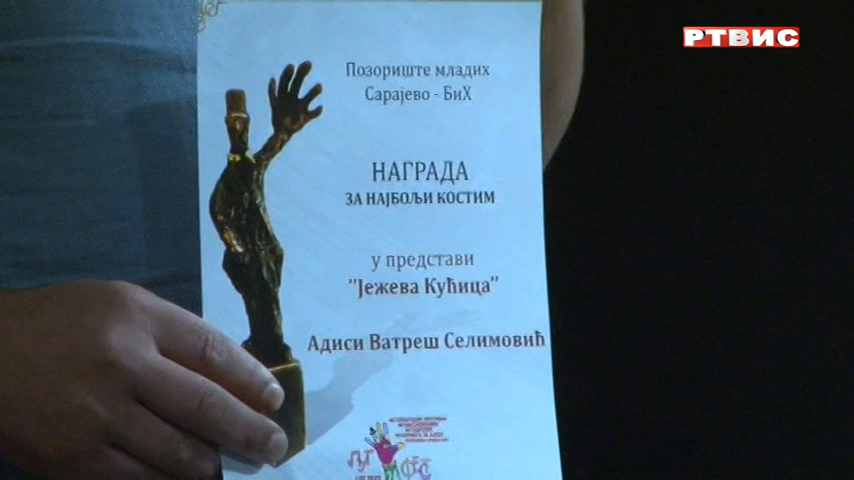 РТВИС
Позориште младих
Сарајево - БиХ
НАГРАДА
ЗА НАЈБОЉИ КОСТИМ
у представи
"Јежева Кућица"
Адиси Ватреш Селимовић